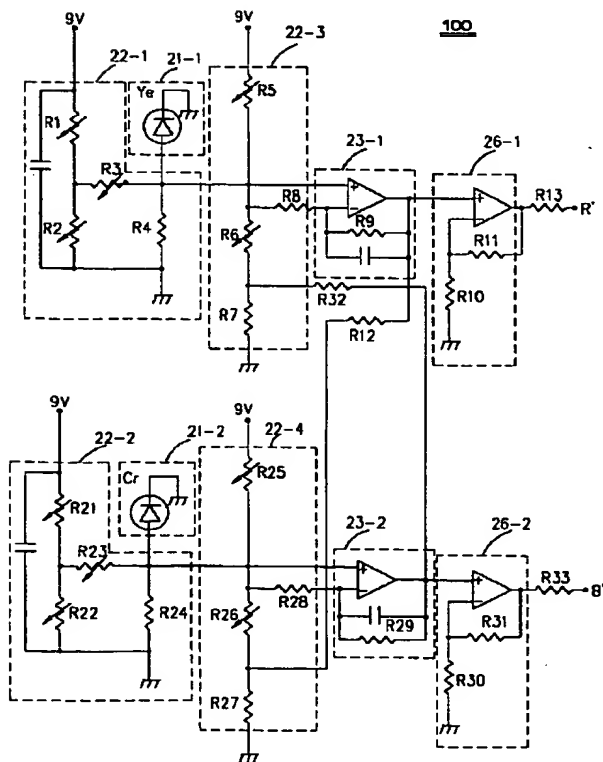 100
9V
22-1
21-1
9V
22-3
Ye
R5
R1
R3
23-1
26-1
R8
R13
R'
R2
R4
R6
R9
R11
R32
R10
R7
R12
9V
22-2
21-2
9V
22-4
Cr
R25
R21
23-2
26-2
R23
R33
B'
R28
R22
R24
R26
R29
R31
R27
R30